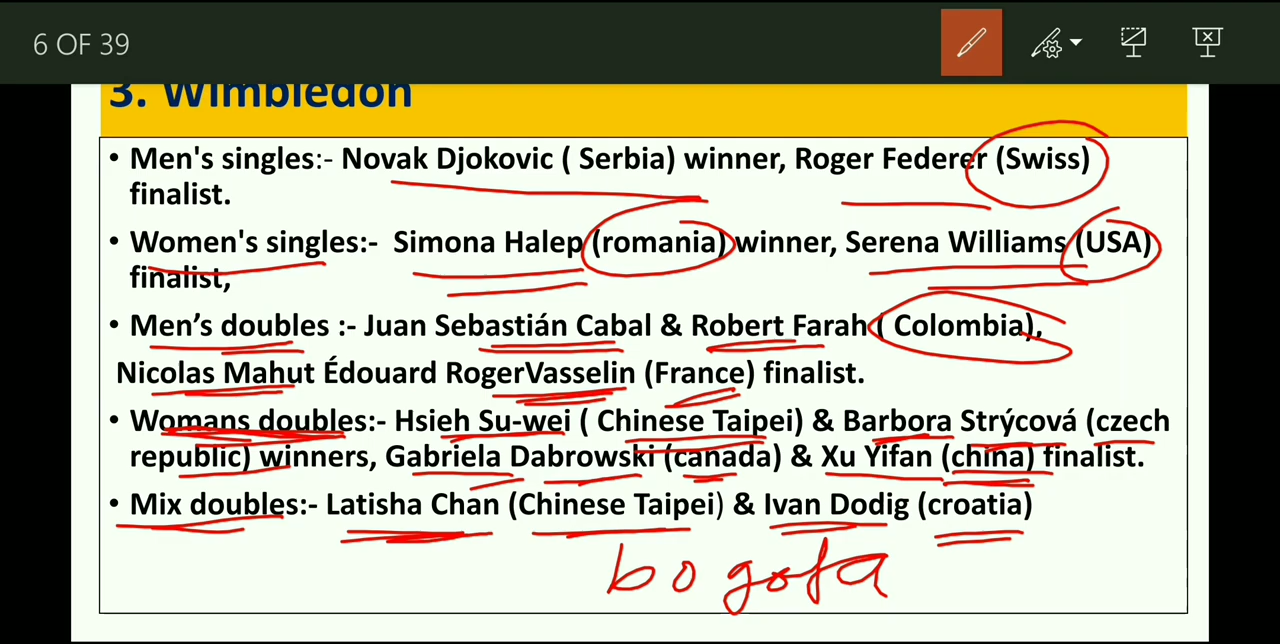 6 OF 39
3. Wimbledon
• Men's singles:- Novak Djokovic ( Serbia) winner, Roger Federer (Swiss)
finalist.
• Women's singles:- Simona Halep (romania) winner, Serena Williams (USA)
finalist,
• Men’s doubles :- Juan Sebastián Cabal & Robert Farah ( Colombia),
Nicolas Mahut Édouard RogerVasselin (France) finalist.
• Womans doubles:- Hsieh Su-wei ( Chinese Taipei) & Barbora Strýcová (czech
republic) winners, Gabriela Dabrowski (canada) & Xu Yifan (china) finalist.
• Mix doubles:- Latisha Chan (Chinese Taipei) & Ivan Dodig (croatia)
bogota